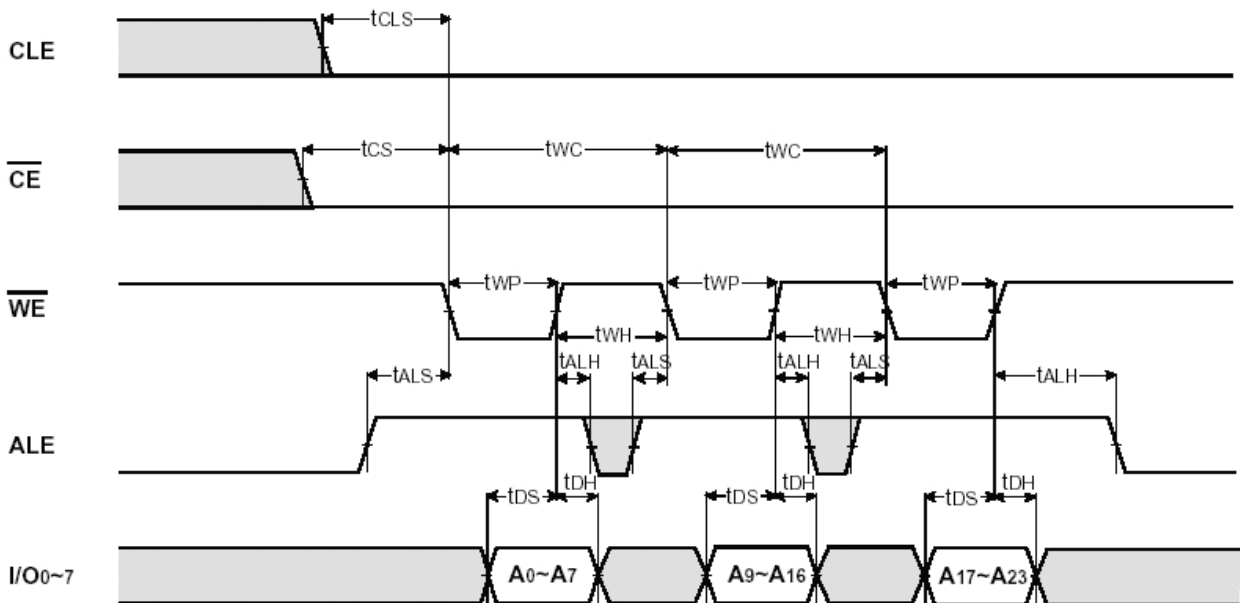 CLE
tCLS
CE
tCS
tWC
tWC
WE
tWP
tWP
tWP
tWH
tWH
tALS
tALH
tALS
tALH
tALS
tALH
ALE
tDS
tDH
tDS
tDH
tDS
tDH
I/O0~7
A0~A7
A9~A16
A17~A23